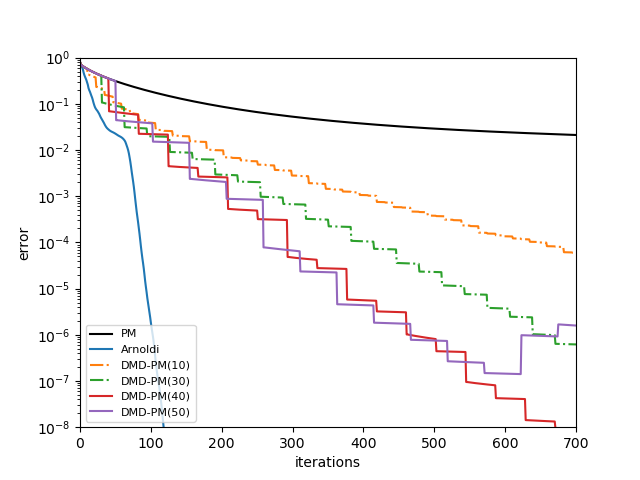 10^0
10^-1
10^-2
10^-3
10^-4
10^-5
10^-6
10^-7
10^-8
error
PM
Arnoldi
DMD-PM(10)
DMD-PM(30)
DMD-PM(40)
DMD-PM(50)
0 100 200 300 400 500 600 700
iterations